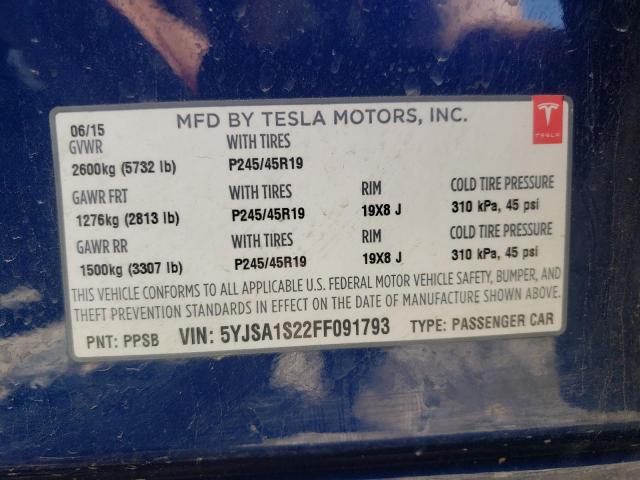 06/15 MFD BY TESLA MOTORS, INC.
TESLA
GVWR WITH TIRES
2600kg (5732 lb) P245/45R19
GAWR FRT WITH TIRES RIM COLD TIRE PRESSURE
1276kg (2813 lb) P245/45R19 19X8 J 310 kPa, 45 psi
GAWR RR WITH TIRES RIM COLD TIRE PRESSURE
1500kg (3307 lb) P245/45R19 19X8 J 310 kPa, 45 psi
THIS VEHICLE CONFORMS TO ALL APPLICABLE U.S. FEDERAL MOTOR VEHICLE SAFETY, BUMPER, AND
THEFT PREVENTION STANDARDS IN EFFECT ON THE DATE OF MANUFACTURE SHOWN ABOVE.
PNT: PPSB VIN: 5YJSA1S22FF091793 TYPE: PASSENGER CAR